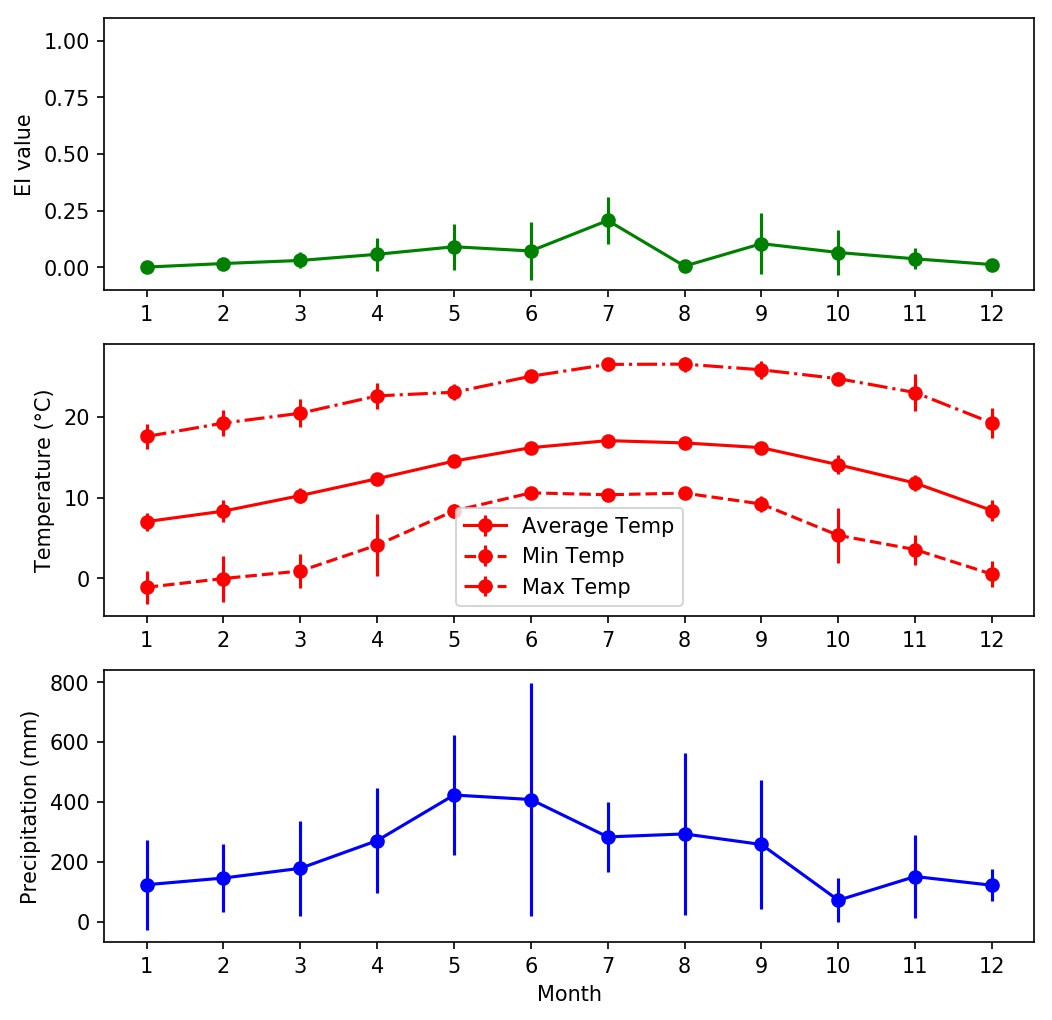 EI value
1.00
0.75
0.50
0.25
0.00
1 2 3 4 5 6 7 8 9 10 11 12
Temperature (°C)
20
10
0
Average Temp
Min Temp
Max Temp
1 2 3 4 5 6 7 8 9 10 11 12
Precipitation (mm)
800
600
400
200
0
1 2 3 4 5 6 7 8 9 10 11 12
Month